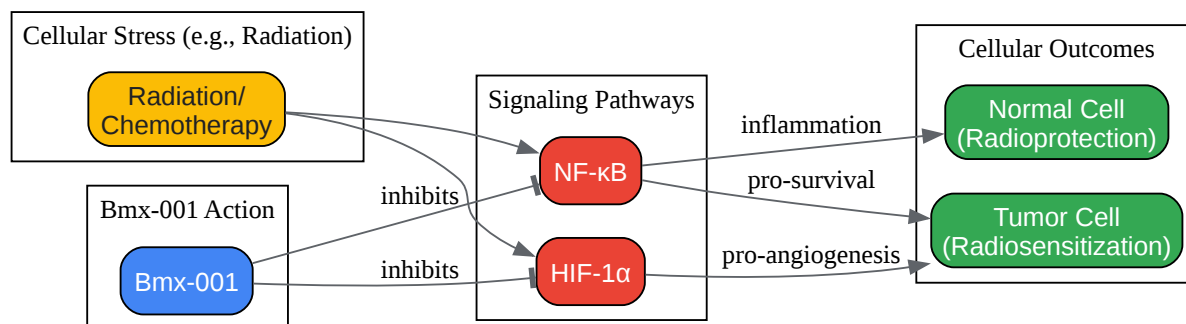 Cellular Stress (e.g., Radiation)
Radiation/
Chemotherapy
Bmx-001 Action
Bmx-001
inhibits
inhibits
Signaling Pathways
NF-κB
HIF-1α
inflammation
pro-survival
pro-angiogenesis
Cellular Outcomes
Normal Cell
(Radioprotection)
Tumor Cell
(Radiosensitization)